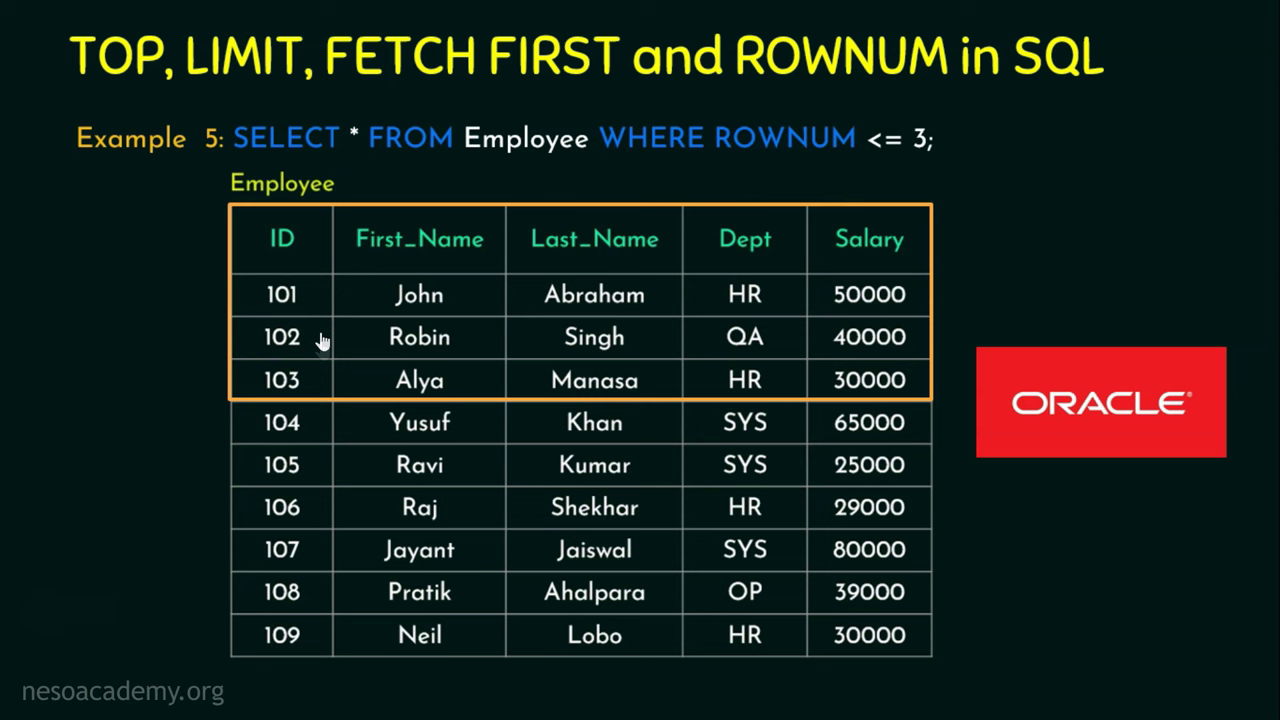 TOP, LIMIT, FETCH FIRST and ROWNUM in SQL
Example 5: SELECT * FROM Employee WHERE ROWNUM <= 3;
Employee
ID First_Name Last_Name Dept Salary
101 John Abraham HR 50000
102 Robin Singh QA 40000
103 Alya Manasa HR 30000
104 Yusuf Khan SYS 65000
105 Ravi Kumar SYS 25000
106 Raj Shekhar HR 29000
107 Jayant Jaiswal SYS 80000
108 Pratik Ahalpara OP 39000
109 Neil Lobo HR 30000
ORACLE®
nesoacademy.org